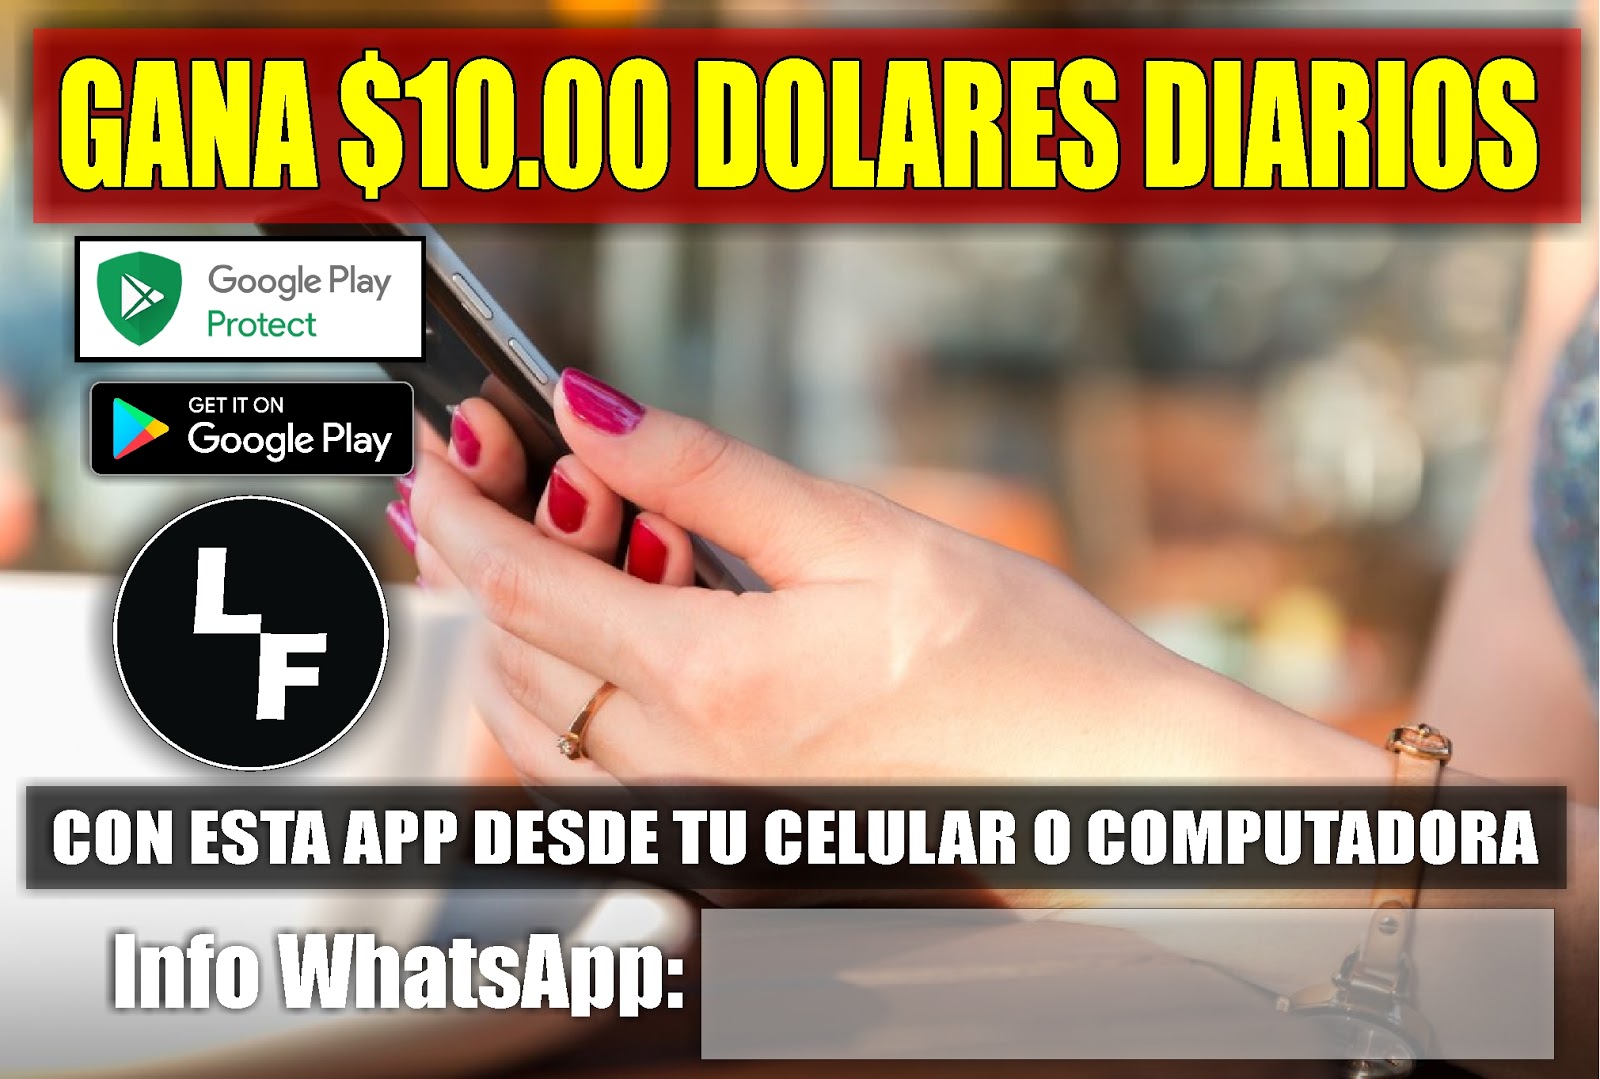 GANA $10.00 DOLARES DIARIOS
Google Play
Protect
GET IT ON
Google Play
L
F
CON ESTA APP DESDE TU CELULAR O COMPUTADORA
Info WhatsApp: